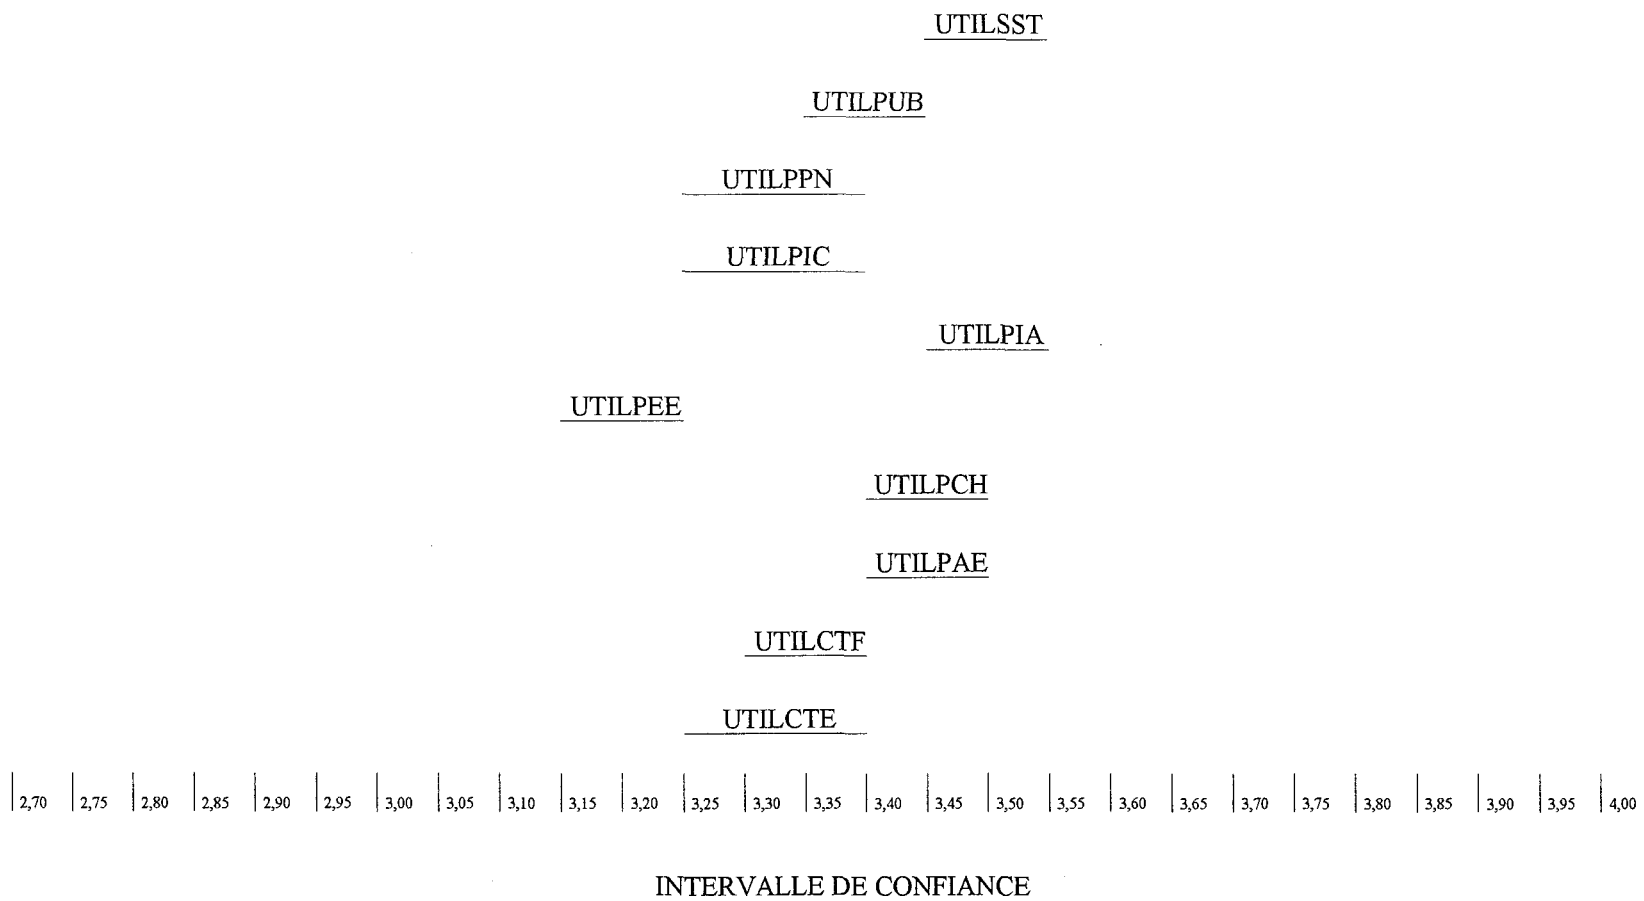 UTILSST
UTILPUB
UTILPPN
UTILPIC
UTILPIA
UTILPEE
UTILPCH
UTILPAE
UTILCTF
UTILCTE
2,70 2,75 2,80 2,85 2,90 2,95 3,00 3,05 3,10 3,15 3,20 3,25 3,30 3,35 3,40 3,45 3,50 3,55 3,60 3,65 3,70 3,75 3,80 3,85 3,90 3,95 4,00
INTERVALLE DE CONFIANCE